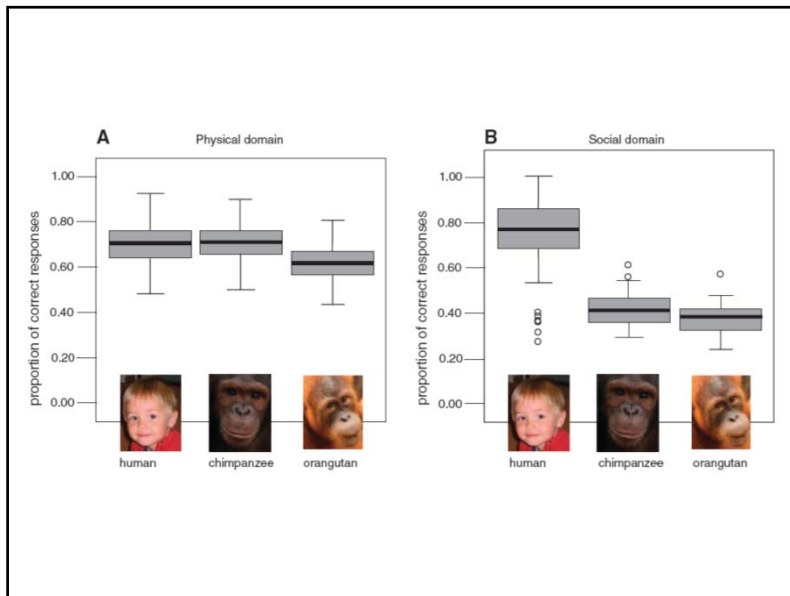 A
Physical domain
proportion of correct responses
1.00
0.80
0.60
0.40
0.20
0.00
human
chimpanzee
orangutan
B
Social domain
proportion of correct responses
1.00
0.80
0.60
0.40
0.20
0.00
human
chimpanzee
orangutan